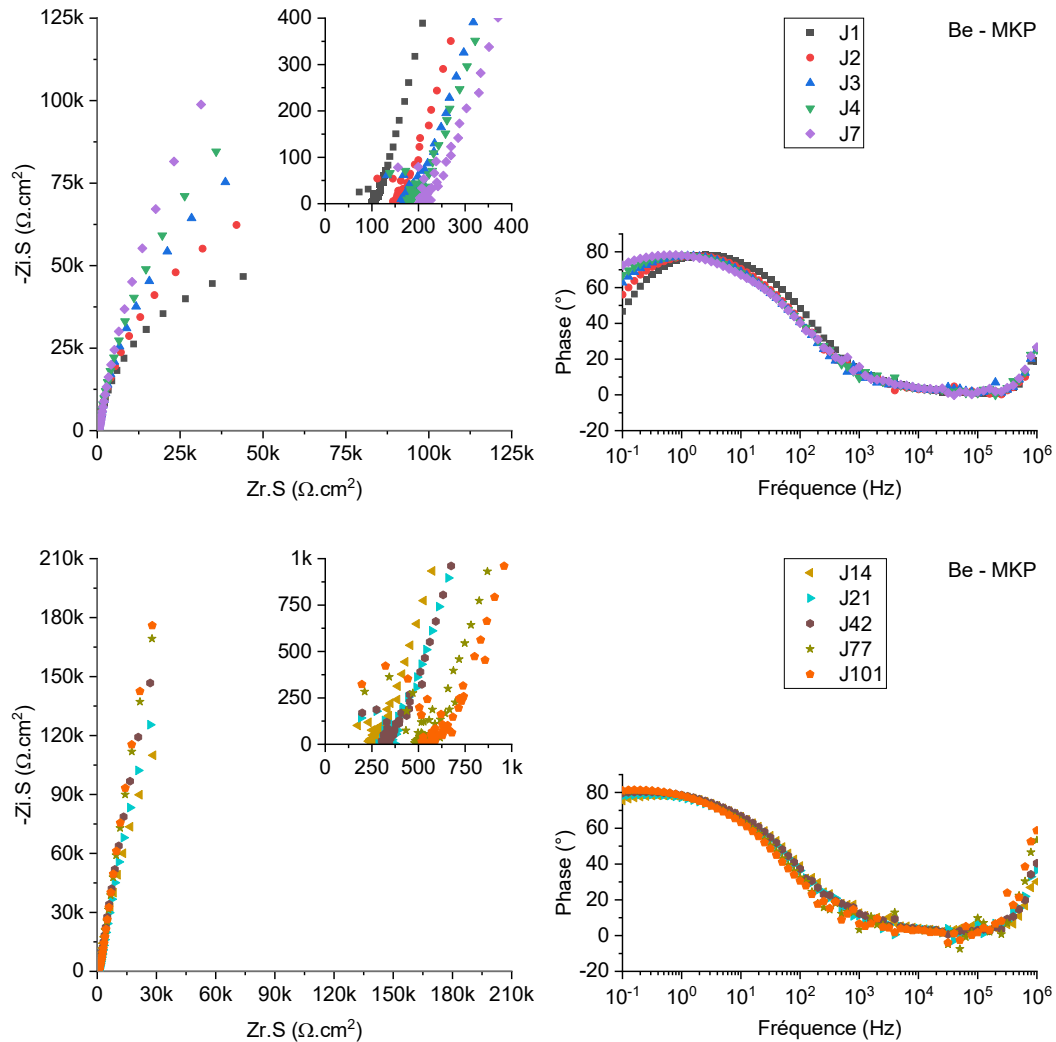 125k
100k
75k
50k
25k
0
-Zi.S (Ω.cm²)
0 25k 50k 75k 100k 125k
Zr.S (Ω.cm²)
400
300
200
100
0
0 100 200 300 400
J1
J2
J3
J4
J7
Be - MKP
80
60
40
20
0
-20
Phase (°)
10⁻¹ 10⁰ 10¹ 10² 10³ 10⁴ 10⁵ 10⁶
Fréquence (Hz)
210k
180k
150k
120k
90k
60k
30k
0
-Zi.S (Ω.cm²)
0 30k 60k 90k 120k 150k 180k 210k
Zr.S (Ω.cm²)
1k
750
500
250
0
0 250 500 750 1k
J14
J21
J42
J77
J101
Be - MKP
80
60
40
20
0
-20
Phase (°)
10⁻¹ 10⁰ 10¹ 10² 10³ 10⁴ 10⁵ 10⁶
Fréquence (Hz)